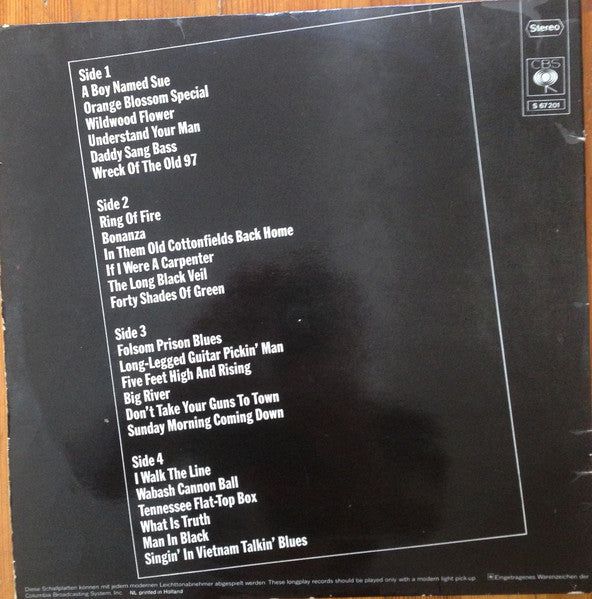 Stereo
CBS
S 67201
Side 1
A Boy Named Sue
Orange Blossom Special
Wildwood Flower
Understand Your Man
Daddy Sang Bass
Wreck Of The Old 97
Side 2
Ring Of Fire
Bonanza
In Them Old Cottonfields Back Home
If I Were A Carpenter
The Long Black Veil
Forty Shades Of Green
Side 3
Folsom Prison Blues
Long-Legged Guitar Pickin' Man
Five Feet High And Rising
Big River
Don't Take Your Guns To Town
Sunday Morning Coming Down
Side 4
I Walk The Line
Wabash Cannon Ball
Tennessee Flat-Top Box
What Is Truth
Man In Black
Singin' In Vietnam Talkin' Blues
Diese Schallplatten können mit jedem modernen Leichttonabnehmer abgespielt werden. These longplay records should be played only with a modern light pick-up. Eingetragenes Warenzeichen der
Columbia Broadcasting System, Inc. NL printed in Holland